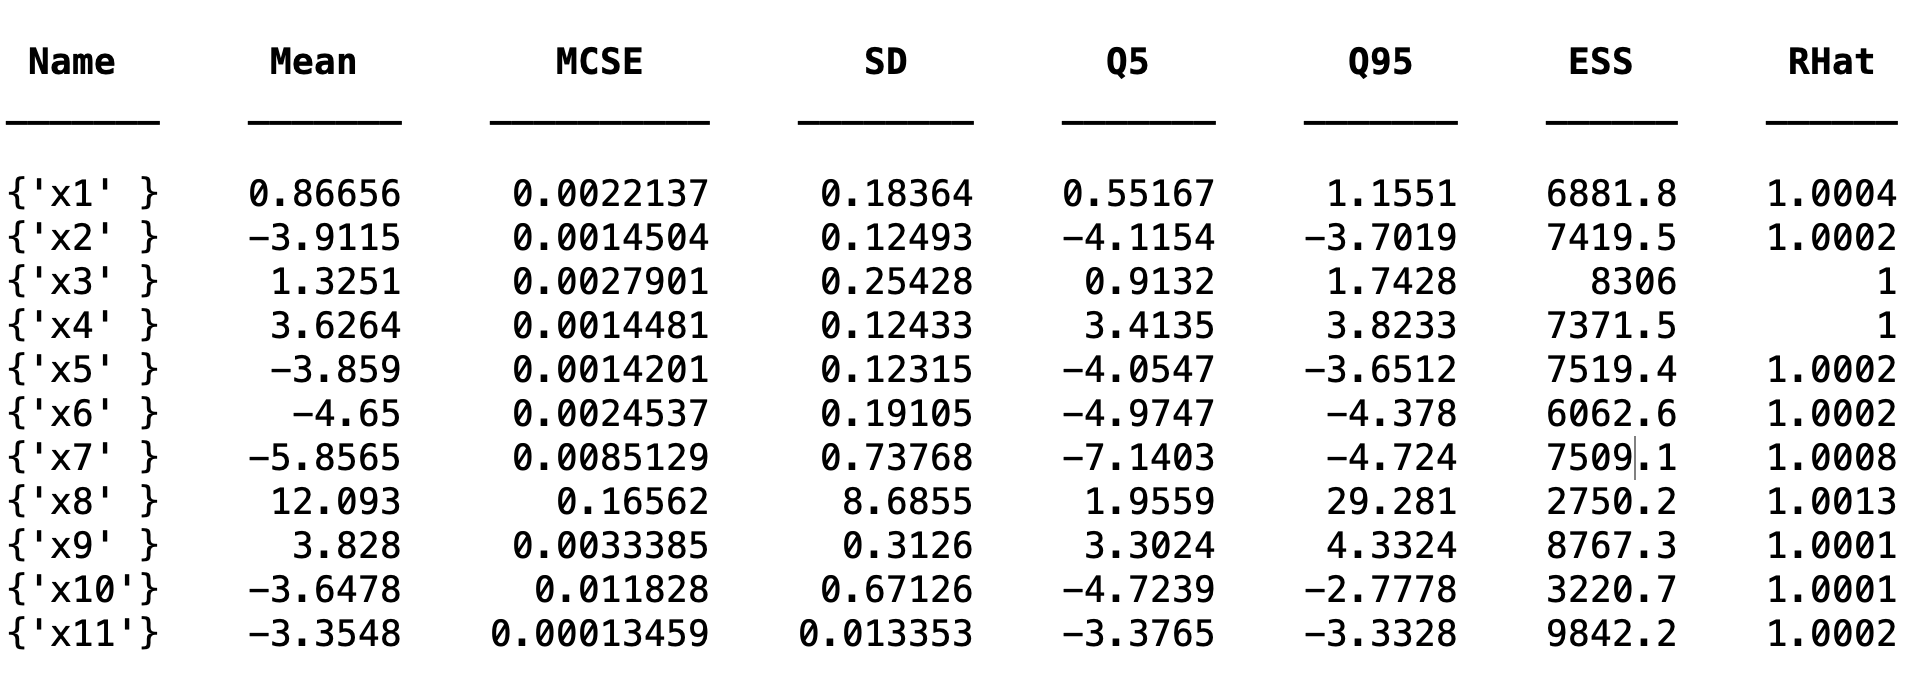 Name Mean MCSE SD Q5 Q95 ESS RHat
{'x1' } 0.86656 0.0022137 0.18364 0.55167 1.1551 6881.8 1.0004
{'x2' } −3.9115 0.0014504 0.12493 −4.1154 −3.7019 7419.5 1.0002
{'x3' } 1.3251 0.0027901 0.25428 0.9132 1.7428 8306 1
{'x4' } 3.6264 0.0014481 0.12433 3.4135 3.8233 7371.5 1
{'x5' } −3.859 0.0014201 0.12315 −4.0547 −3.6512 7519.4 1.0002
{'x6' } −4.65 0.0024537 0.19105 −4.9747 −4.378 6062.6 1.0002
{'x7' } −5.8565 0.0085129 0.73768 −7.1403 −4.724 7509.1 1.0008
{'x8' } 12.093 0.16562 8.6855 1.9559 29.281 2750.2 1.0013
{'x9' } 3.828 0.0033385 0.3126 3.3024 4.3324 8767.3 1.0001
{'x10'} −3.6478 0.011828 0.67126 −4.7239 −2.7778 3220.7 1.0001
{'x11'} −3.3548 0.00013459 0.013353 −3.3765 −3.3328 9842.2 1.0002